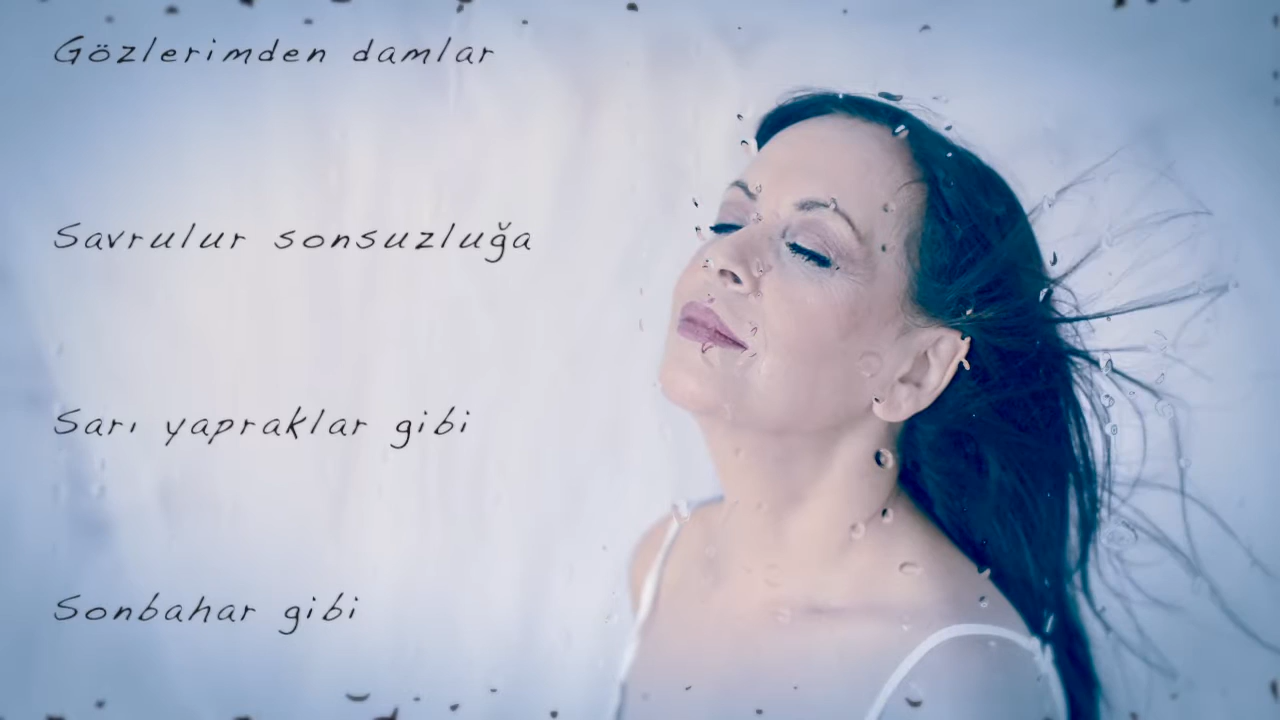 Gözlerimden damlar
Savrulur sonsuzluğa
Sarı yapraklar gibi
Sonbahar gibi